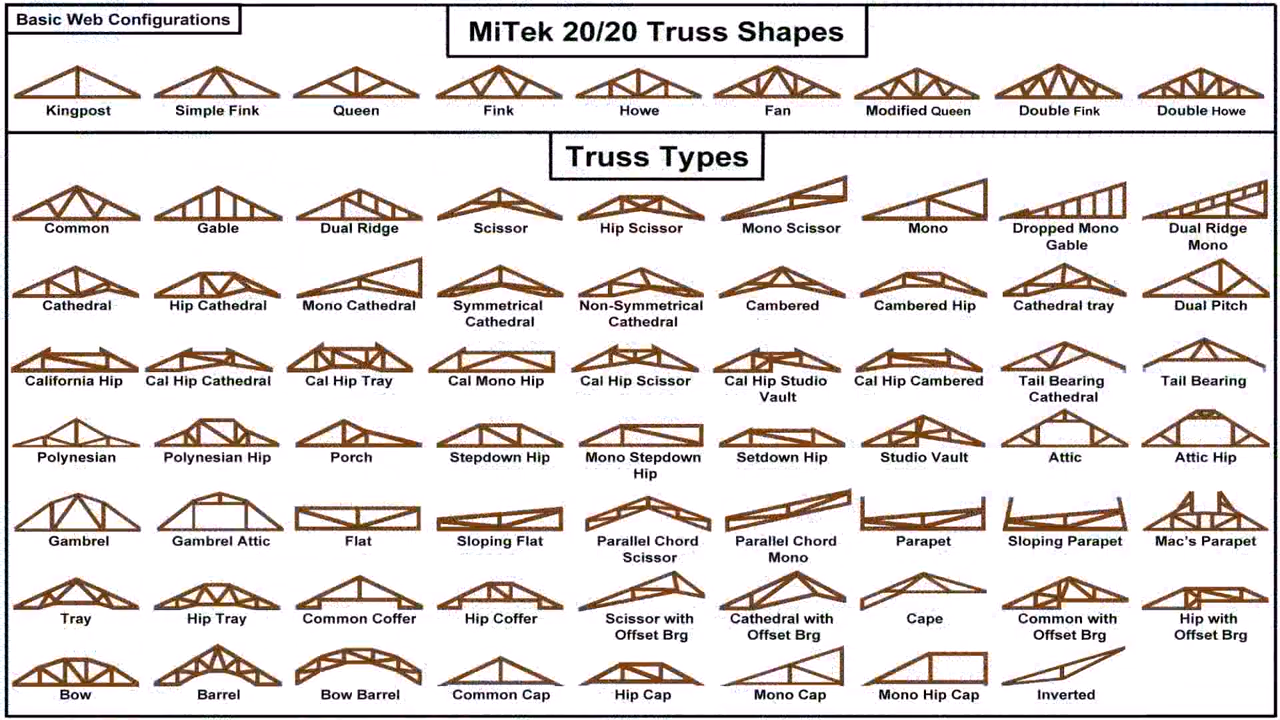 Basic Web Configurations
MiTek 20/20 Truss Shapes
Kingpost
Simple Fink
Queen
Fink
Howe
Fan
Modified Queen
Double Fink
Double Howe
Truss Types
Common
Gable
Dual Ridge
Scissor
Hip Scissor
Mono Scissor
Mono
Dropped Mono
Gable
Dual Ridge
Mono
Cathedral
Hip Cathedral
Mono Cathedral
Symmetrical
Cathedral
Non-Symmetrical
Cathedral
Cambered
Cambered Hip
Cathedral tray
Dual Pitch
California Hip
Cal Hip Cathedral
Cal Hip Tray
Cal Mono Hip
Cal Hip Scissor
Cal Hip Studio
Vault
Cal Hip Cambered
Tail Bearing
Cathedral
Tail Bearing
Polynesian
Polynesian Hip
Porch
Stepdown Hip
Mono Stepdown
Hip
Setdown Hip
Studio Vault
Attic
Attic Hip
Gambrel
Gambrel Attic
Flat
Sloping Flat
Parallel Chord
Scissor
Parallel Chord
Mono
Parapet
Sloping Parapet
Mac's Parapet
Tray
Hip Tray
Common Coffer
Hip Coffer
Scissor with
Offset Brg
Cathedral with
Offset Brg
Cape
Common with
Offset Brg
Hip with
Offset Brg
Bow
Barrel
Bow Barrel
Common Cap
Hip Cap
Mono Cap
Mono Hip Cap
Inverted